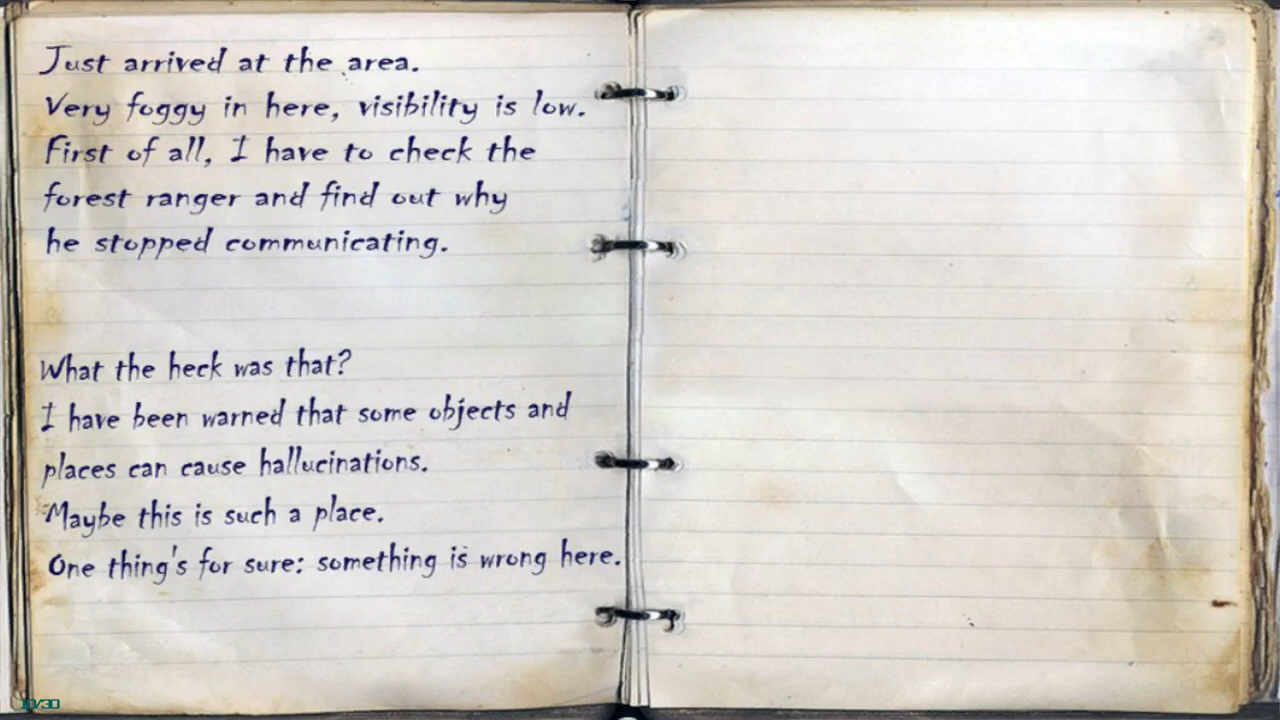 Just arrived at the area.
Very foggy in here, visibility is low.
First of all, I have to check the
forest ranger and find out why
he stopped communicating.
What the heck was that?
I have been warned that some objects and
places can cause hallucinations.
Maybe this is such a place.
One thing's for sure: something is wrong here.